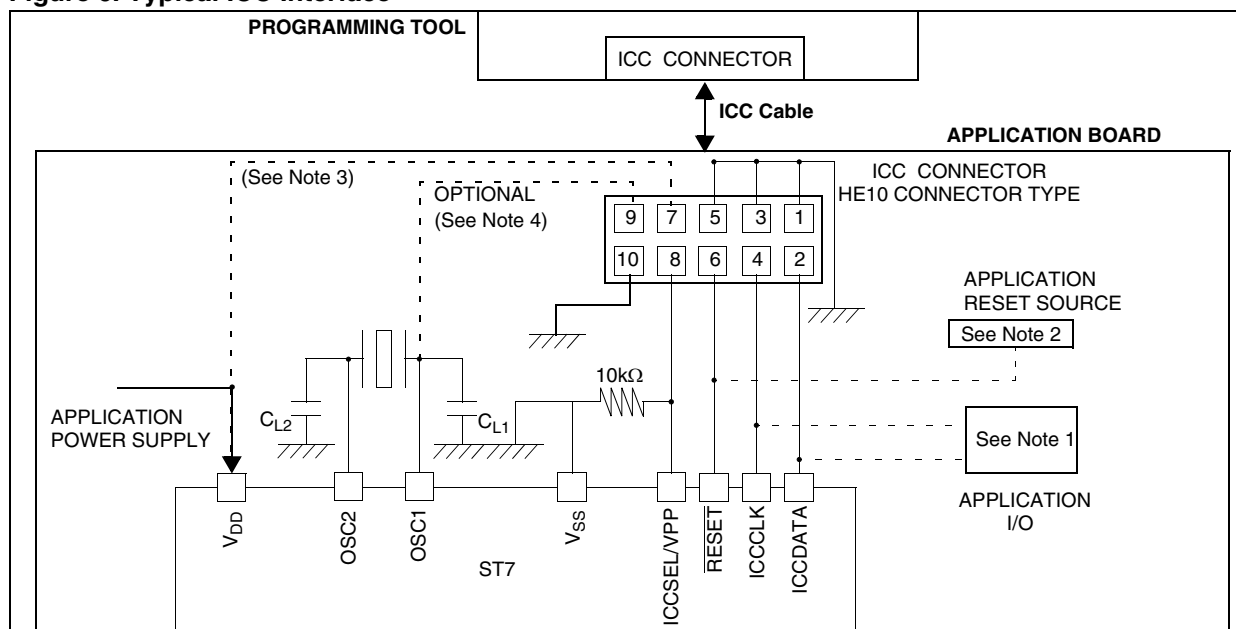 Figure Typical ICC Interface
PROGRAMMING TOOL
ICC CONNECTOR
ICC Cable
APPLICATION BOARD
(See Note 3)
OPTIONAL
(See Note 4)
ICC CONNECTOR
HE10 CONNECTOR TYPE
9 7 5 3 1
10 8 6 4 2
APPLICATION
RESET SOURCE
See Note 2
10kΩ
APPLICATION
POWER SUPPLY
CL2
CL1
See Note 1
APPLICATION
I/O
VDD
OSC2
OSC1
VSS
ICCSEL/VPP
RESET
ICCCLK
ICCDATA
ST7